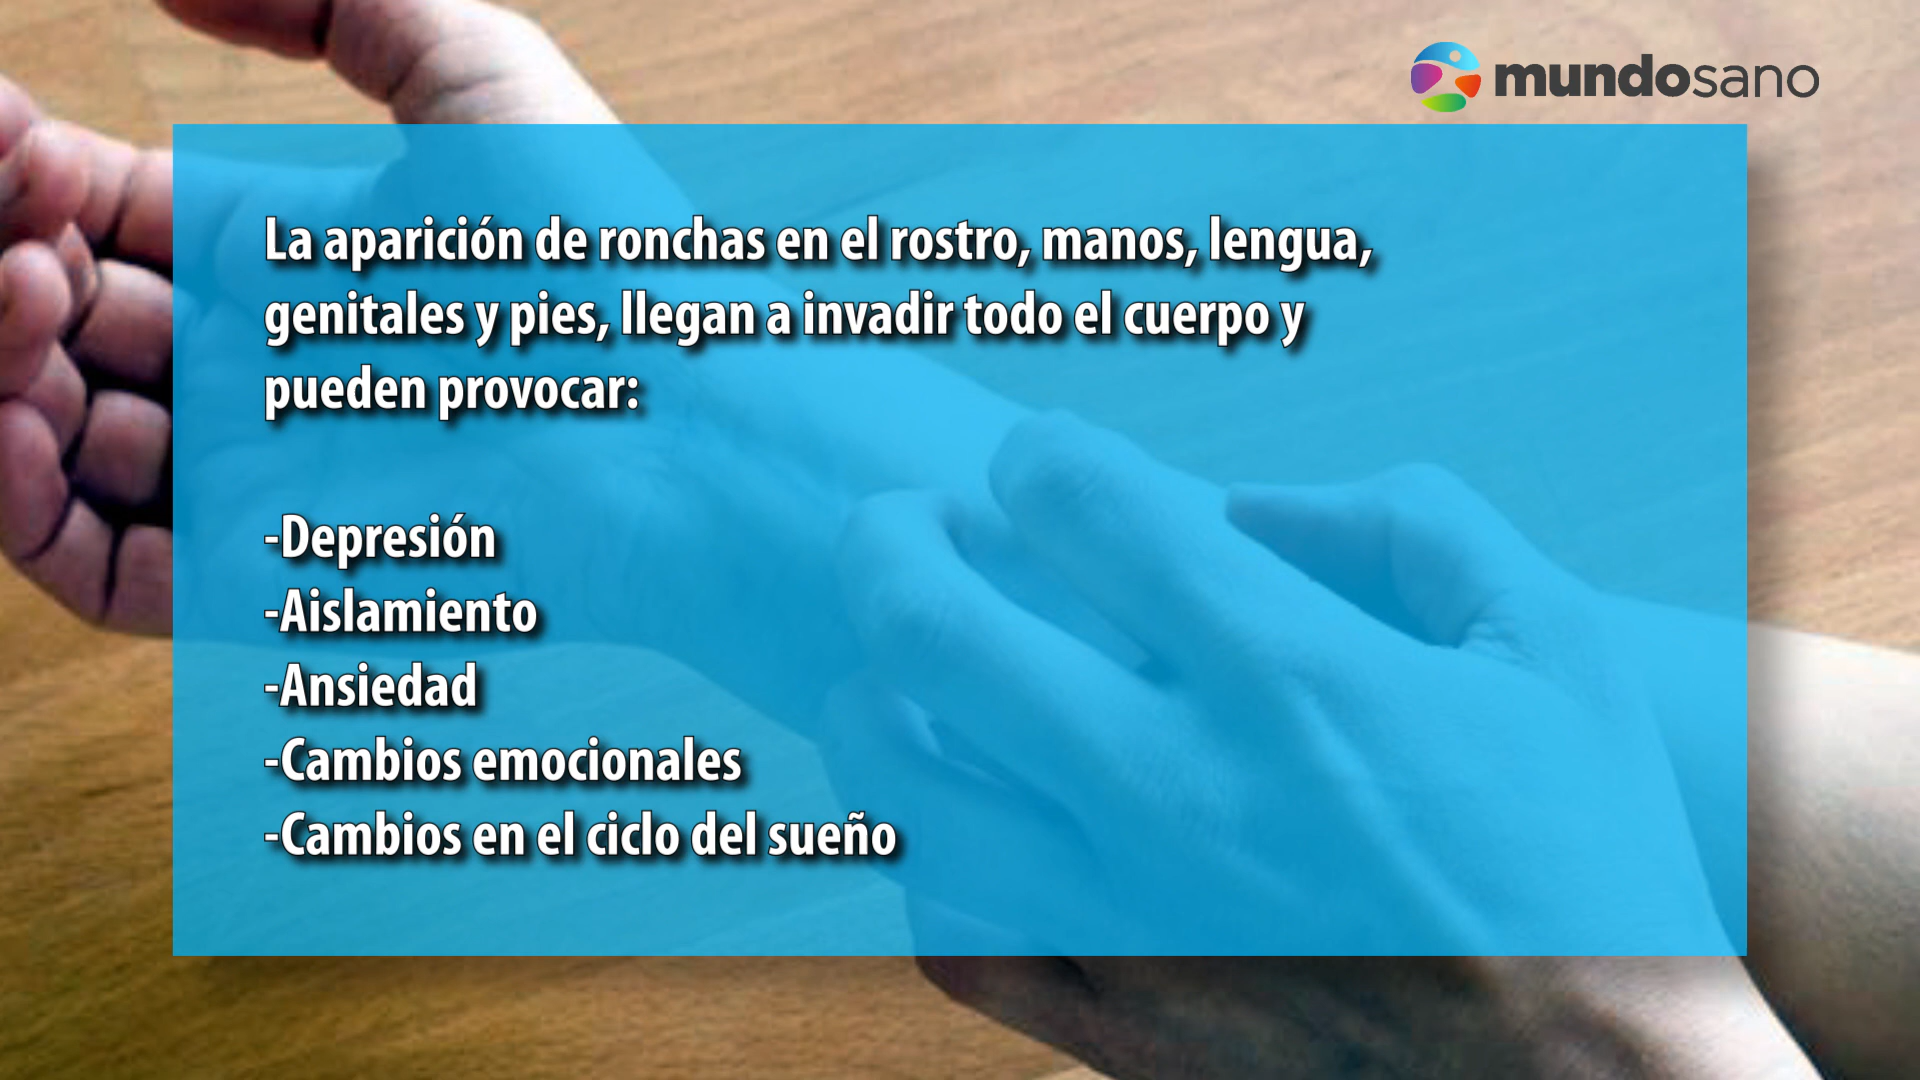 mundosano
La aparición de ronchas en el rostro, manos, lengua,
genitales y pies, llegan a invadir todo el cuerpo y
pueden provocar:
-Depresión
-Aislamiento
-Ansiedad
-Cambios emocionales
-Cambios en el ciclo del sueño